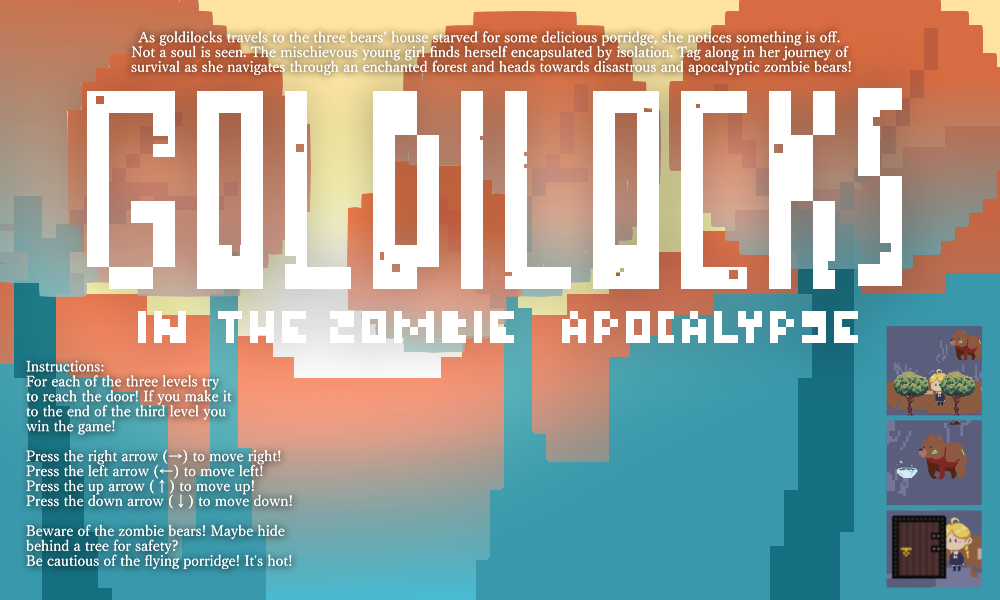 As goldilocks travels to the three bears' house starved for some delicious porridge, she notices something is off.
Not a soul is seen. The mischievous young girl finds herself encapsulated by isolation. Tag along in her journey of
survival as she navigates through an enchanted forest and heads towards disastrous and apocalyptic zombie bears!
GOLDILOCKS
IN THE ZOMBIE APOCALYPSE
Instructions:
For each of the three levels try
to reach the door! If you make it
to the end of the third level you
win the game!
Press the right arrow (→) to move right!
Press the left arrow (←) to move left!
Press the up arrow (↑) to move up!
Press the down arrow (↓) to move down!
Beware of the zombie bears! Maybe hide
behind a tree for safety?
Be cautious of the flying porridge! It's hot!